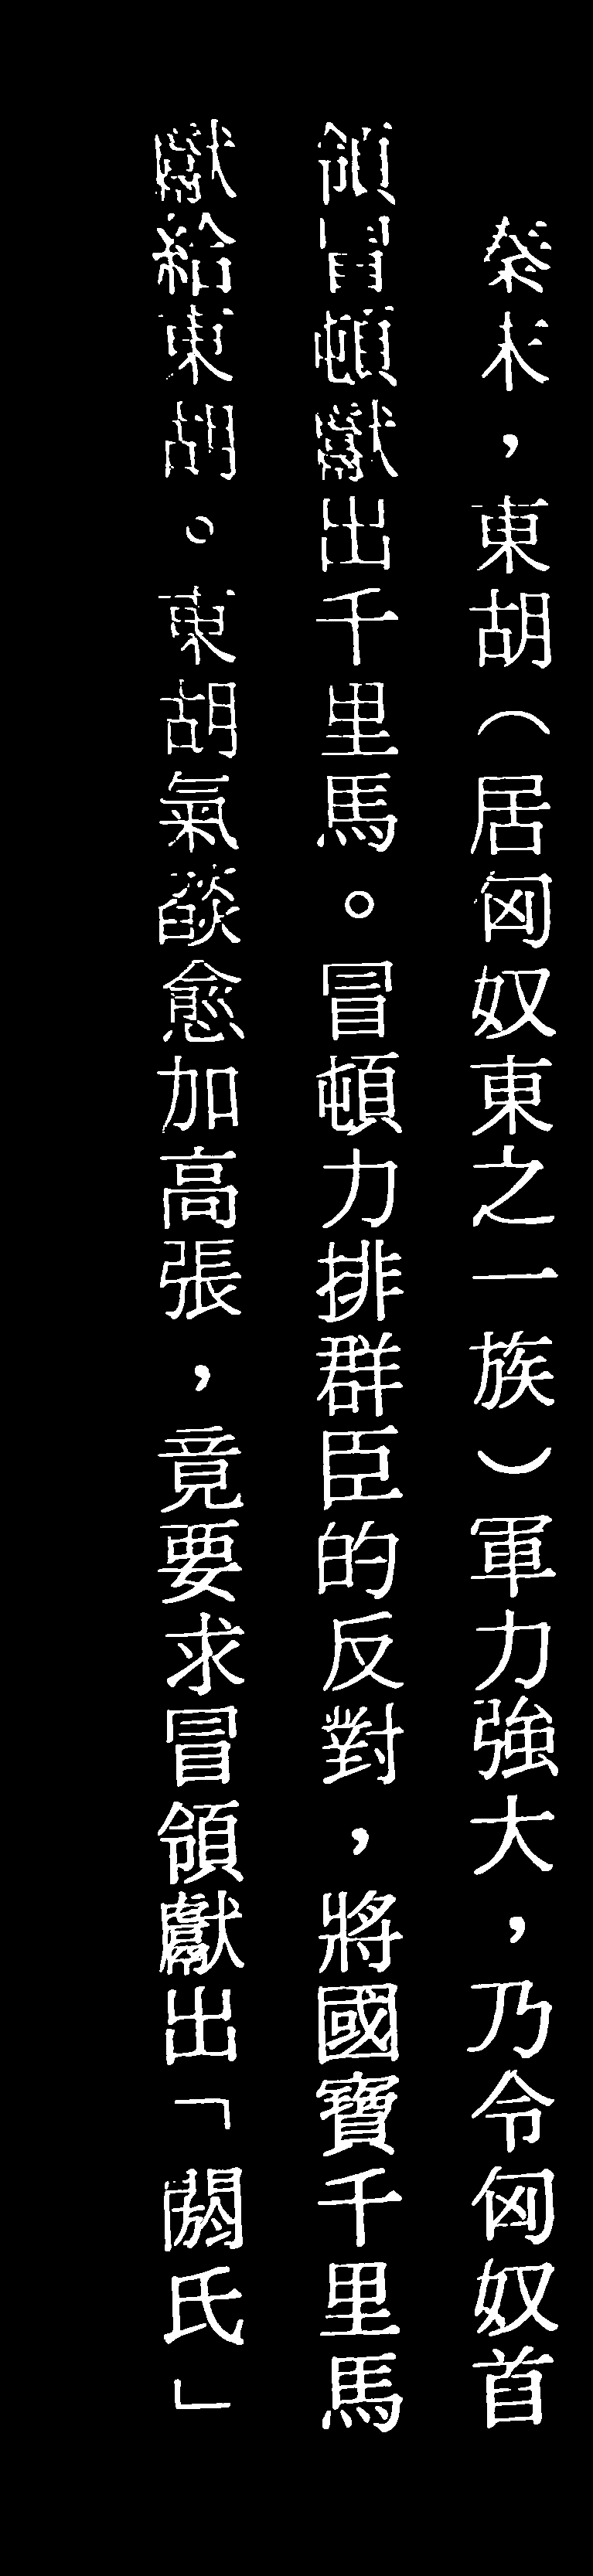 秦末，東胡（居匈奴東之一族）軍力強大，乃令匈奴首
領冒頓獻出千里馬。冒頓力排群臣的反對，將國寶千里馬
獻給東胡。東胡氣燄愈加高張，竟要求冒領獻出「閼氏」